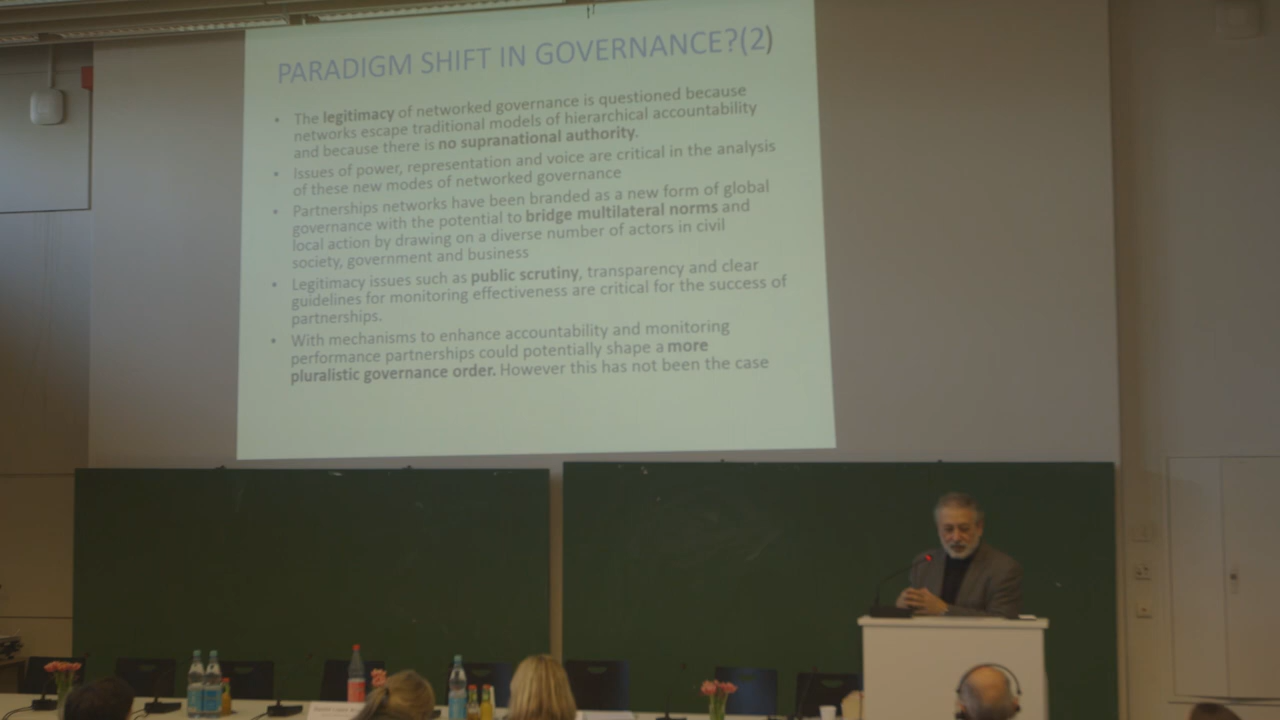 PARADIGM SHIFT IN GOVERNANCE?(2)
• The legitimacy of networked governance is questioned because
networks escape traditional models of hierarchical accountability
and because there is no supranational authority.
• Issues of power, representation and voice are critical in the analysis
of these new modes of networked governance
• Partnerships networks have been branded as a new form of global
governance with the potential to bridge multilateral norms and
local action by drawing on a diverse number of actors in civil
society, government and business
• Legitimacy issues such as public scrutiny, transparency and clear
guidelines for monitoring effectiveness are critical for the success of
partnerships.
• With mechanisms to enhance accountability and monitoring
performance partnerships could potentially shape a more
pluralistic governance order. However this has not been the case